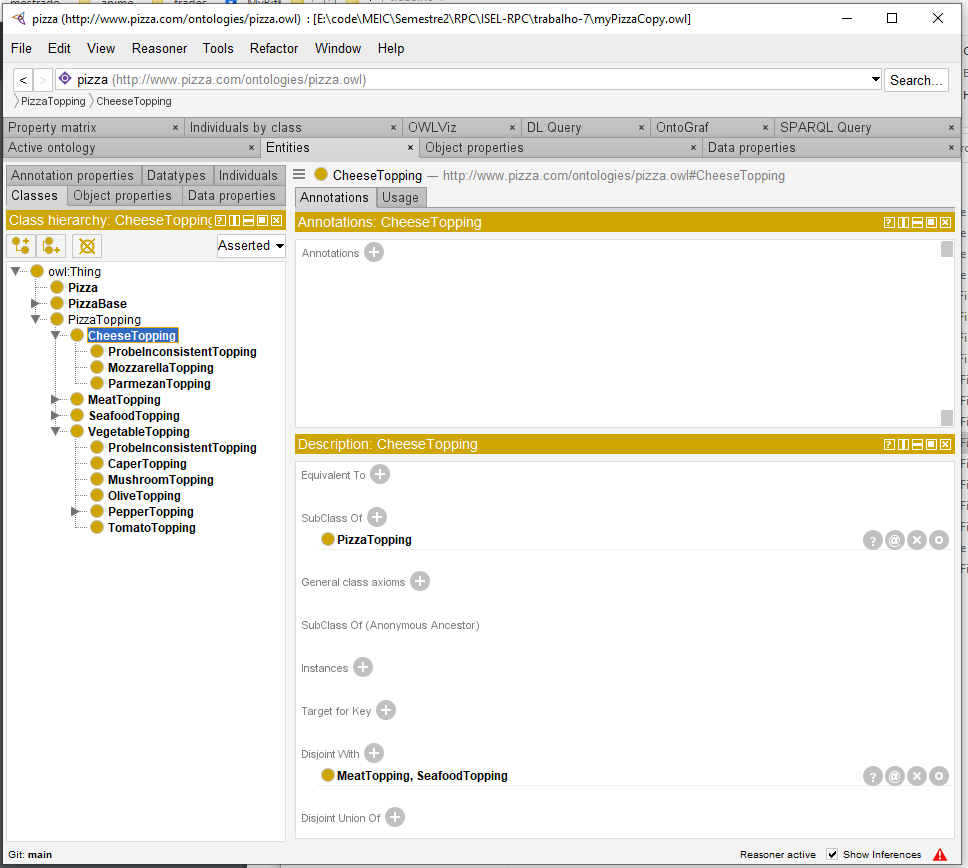 pizza (http://www.pizza.com/ontologies/pizza.owl) : [E:\code\MEIC\Semestre2\RPC\ISEL-RPC\trabalho-7\myPizzaCopy.owl]
File Edit View Reasoner Tools Refactor Window Help
< > pizza (http://www.pizza.com/ontologies/pizza.owl) Search...
PizzaTopping CheeseTopping
Property matrix × Individuals by class × OWLViz × DL Query × OntoGraf × SPARQL Query ×
Active ontology × Entities × Object properties × Data properties ×
Annotation properties Datatypes Individuals
Classes Object properties Data properties
Class hierarchy: CheeseTopping
Asserted
owl:Thing
Pizza
PizzaBase
PizzaTopping
CheeseTopping
ProbeInconsistentTopping
MozzarellaTopping
ParmezanTopping
MeatTopping
SeafoodTopping
VegetableTopping
ProbeInconsistentTopping
CaperTopping
MushroomTopping
OliveTopping
PepperTopping
TomatoTopping
CheeseTopping — http://www.pizza.com/ontologies/pizza.owl#CheeseTopping
Annotations Usage
Annotations: CheeseTopping
Annotations
Description: CheeseTopping
Equivalent To
SubClass Of
PizzaTopping
General class axioms
SubClass Of (Anonymous Ancestor)
Instances
Target for Key
Disjoint With
MeatTopping, SeafoodTopping
Disjoint Union Of
Git: main
Reasoner active Show Inferences